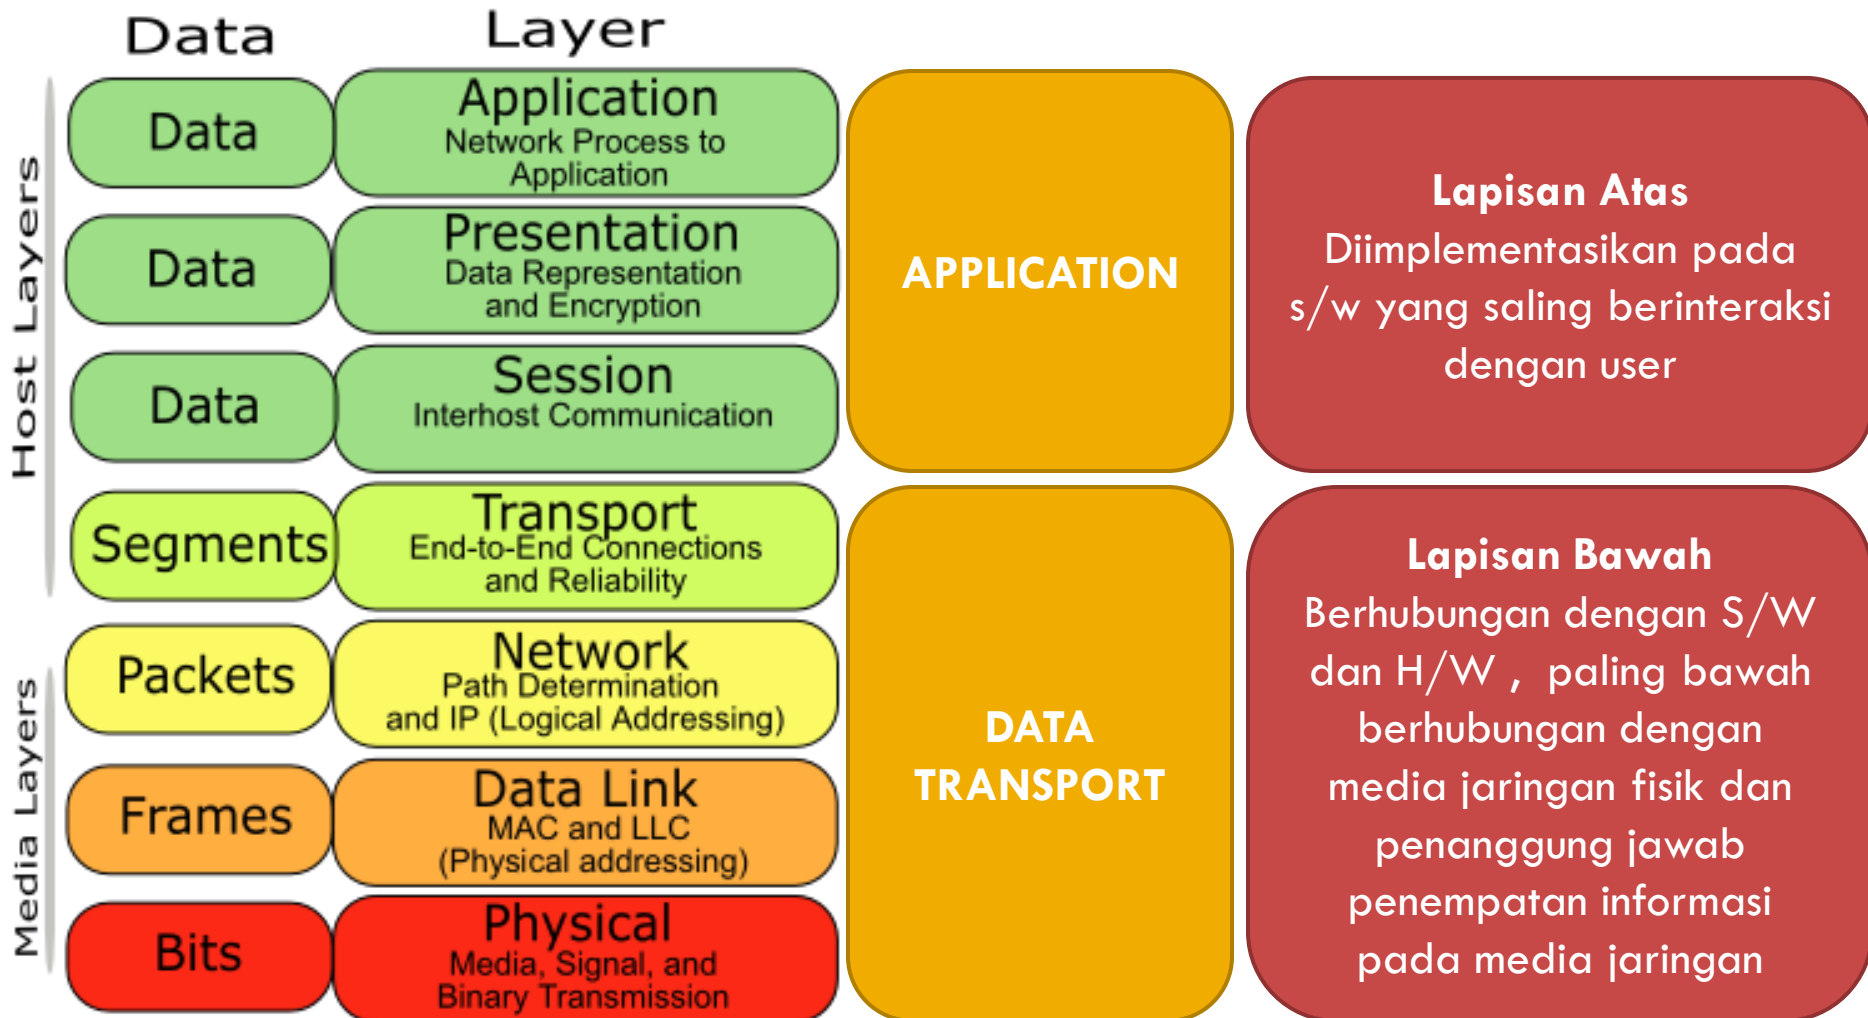 Data
Layer
Host Layers
Data
Application
Network Process to
Application
Data
Presentation
Data Representation
and Encryption
Data
Session
Interhost Communication
Segments
Transport
End-to-End Connections
and Reliability
Media Layers
Packets
Network
Path Determination
and IP (Logical Addressing)
Frames
Data Link
MAC and LLC
(Physical addressing)
Bits
Physical
Media, Signal, and
Binary Transmission
APPLICATION
DATA
TRANSPORT
Lapisan Atas
Diimplementasikan pada
s/w yang saling berinteraksi
dengan user
Lapisan Bawah
Berhubungan dengan S/W
dan H/W , paling bawah
berhubungan dengan
media jaringan fisik dan
penanggung jawab
penempatan informasi
pada media jaringan